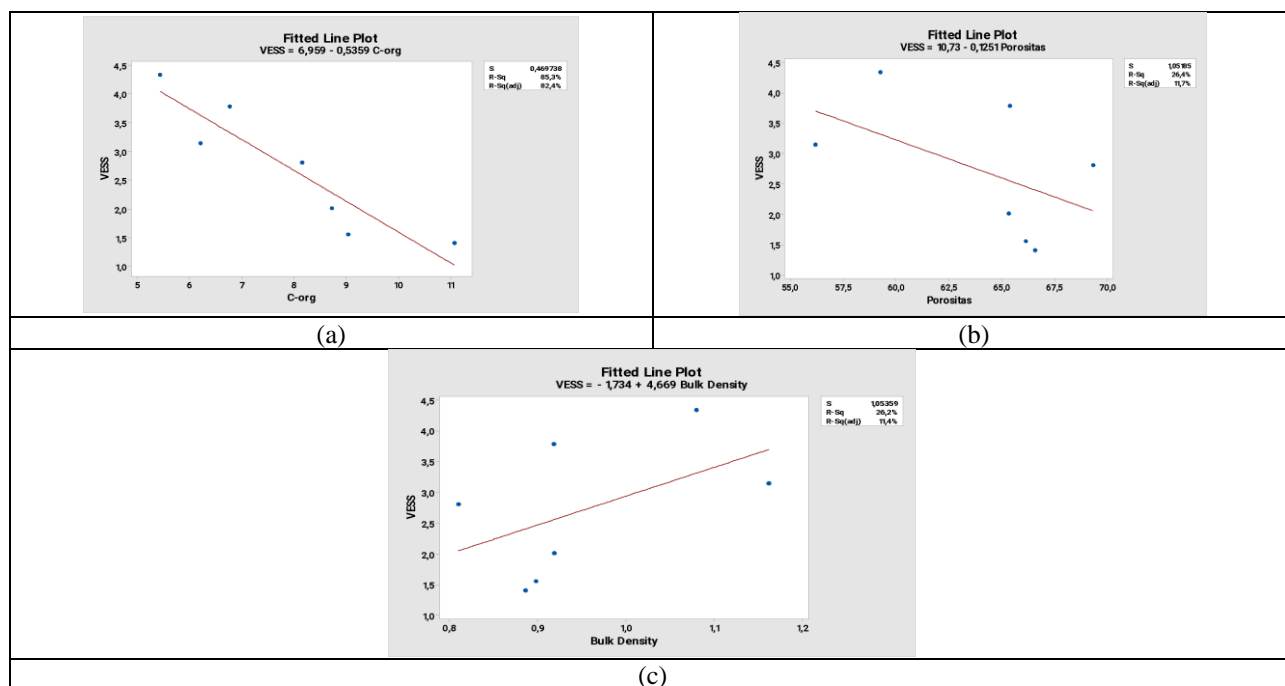 Fitted Line Plot
VESS = 6,959 - 0,5359 C-org
S 0,469738
R-Sq 85,3%
R-Sq(adj) 82,4%
4,5
4,0
3,5
3,0
2,5
2,0
1,5
1,0
VESS
5 6 7 8 9 10 11
C-org
(a)
Fitted Line Plot
VESS = 10,73 - 0,1251 Porositas
S 1,05185
R-Sq 26,4%
R-Sq(adj) 11,7%
4,5
4,0
3,5
3,0
2,5
2,0
1,5
1,0
VESS
55,0 57,5 60,0 62,5 65,0 67,5 70,0
Porositas
(b)
Fitted Line Plot
VESS = - 1,734 + 4,669 Bulk Density
S 1,05359
R-Sq 26,2%
R-Sq(adj) 11,4%
4,5
4,0
3,5
3,0
2,5
2,0
1,5
1,0
VESS
0,8 0,9 1,0 1,1 1,2
Bulk Density
(c)